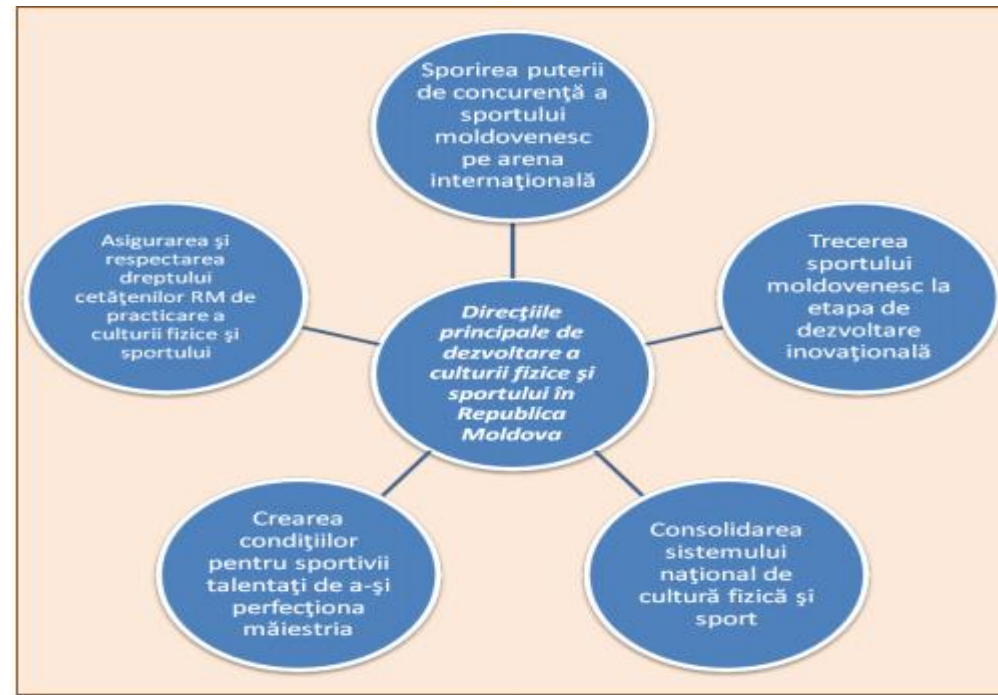 Sporirea puterii
de concurenţă a
sportului
moldovenesc
pe arena
internaţională
Asigurarea şi
respectarea
dreptului
cetăţenilor RM de
practicare a
culturii fizice şi
sportului
Trecerea
sportului
moldovenesc la
etapa de
dezvoltare
inovaţională
Direcţiile
principale de
dezvoltare a
culturii fizice şi
sportului în
Republica
Moldova
Crearea
condiţiilor
pentru sportivii
talentaţi de a-şi
perfecţiona
măiestria
Consolidarea
sistemului
naţional de
cultură fizică şi
sport